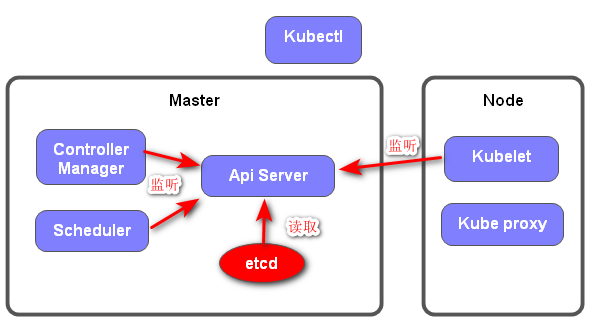 Kubectl
Master
Node
Controller
Manager
监听
Api Server
监听
Kubelet
Scheduler
读取
Kube proxy
etcd